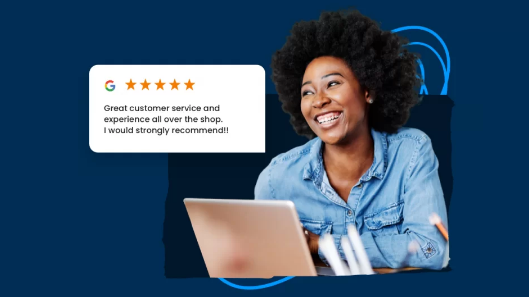 Great customer service and
experience all over the shop.
I would strongly recommend!!